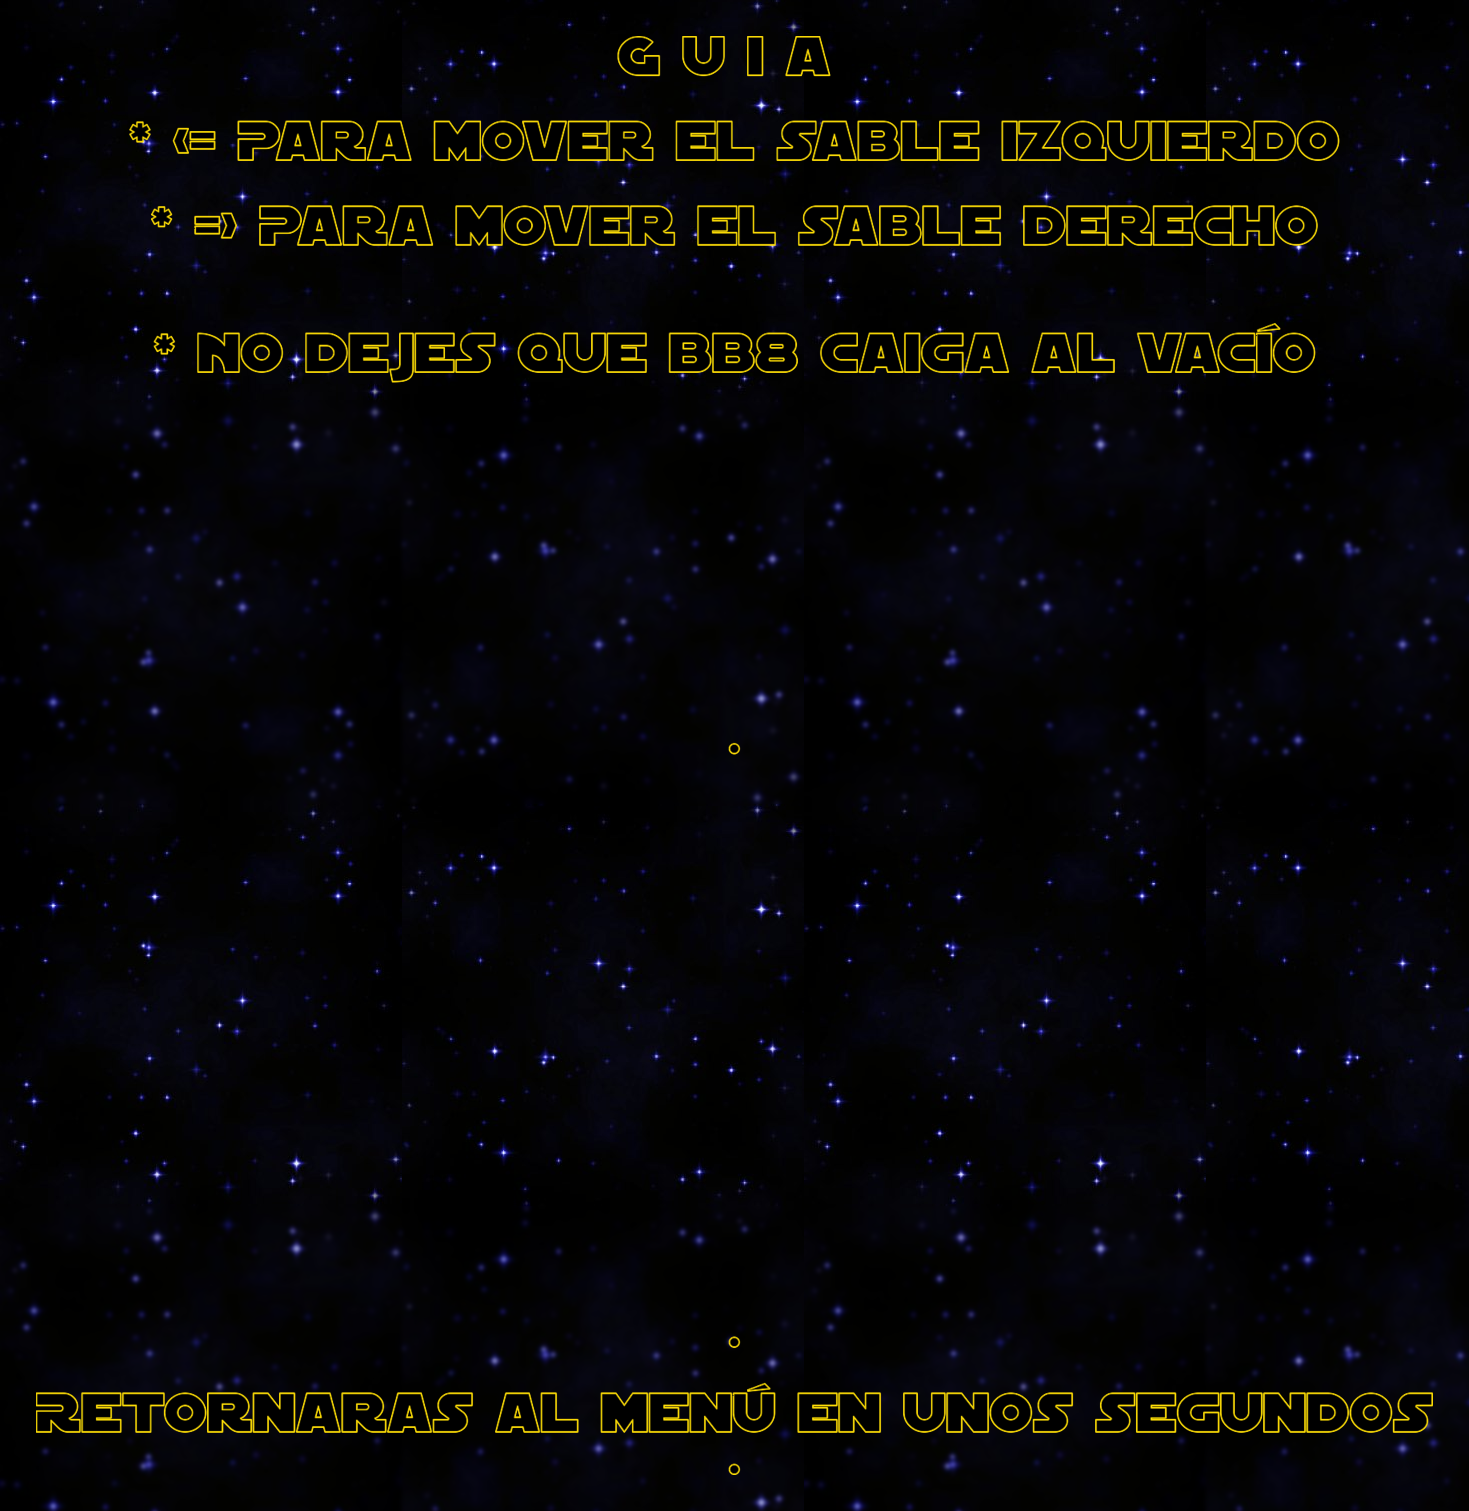 G U I A
* <= PARA MOVER EL SABLE IZQUIERDO
* => PARA MOVER EL SABLE DERECHO
* NO DEJES QUE BB8 CAIGA AL VACÍO
.
.
RETORNARAS AL MENÚ EN UNOS SEGUNDOS
.